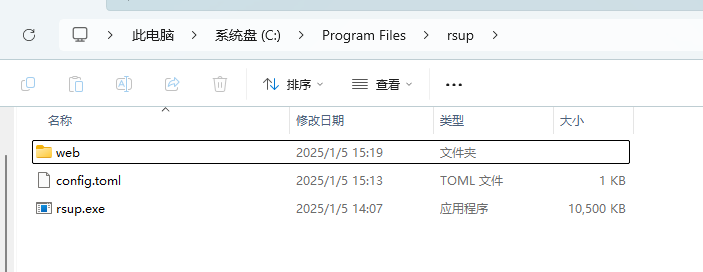 此电脑 > 系统盘 (C:) > Program Files > rsup >
排序 查看 ...
名称 修改日期 类型 大小
web 2025/1/5 15:19 文件夹
config.toml 2025/1/5 15:13 TOML 文件 1 KB
rsup.exe 2025/1/5 14:07 应用程序 10,500 KB